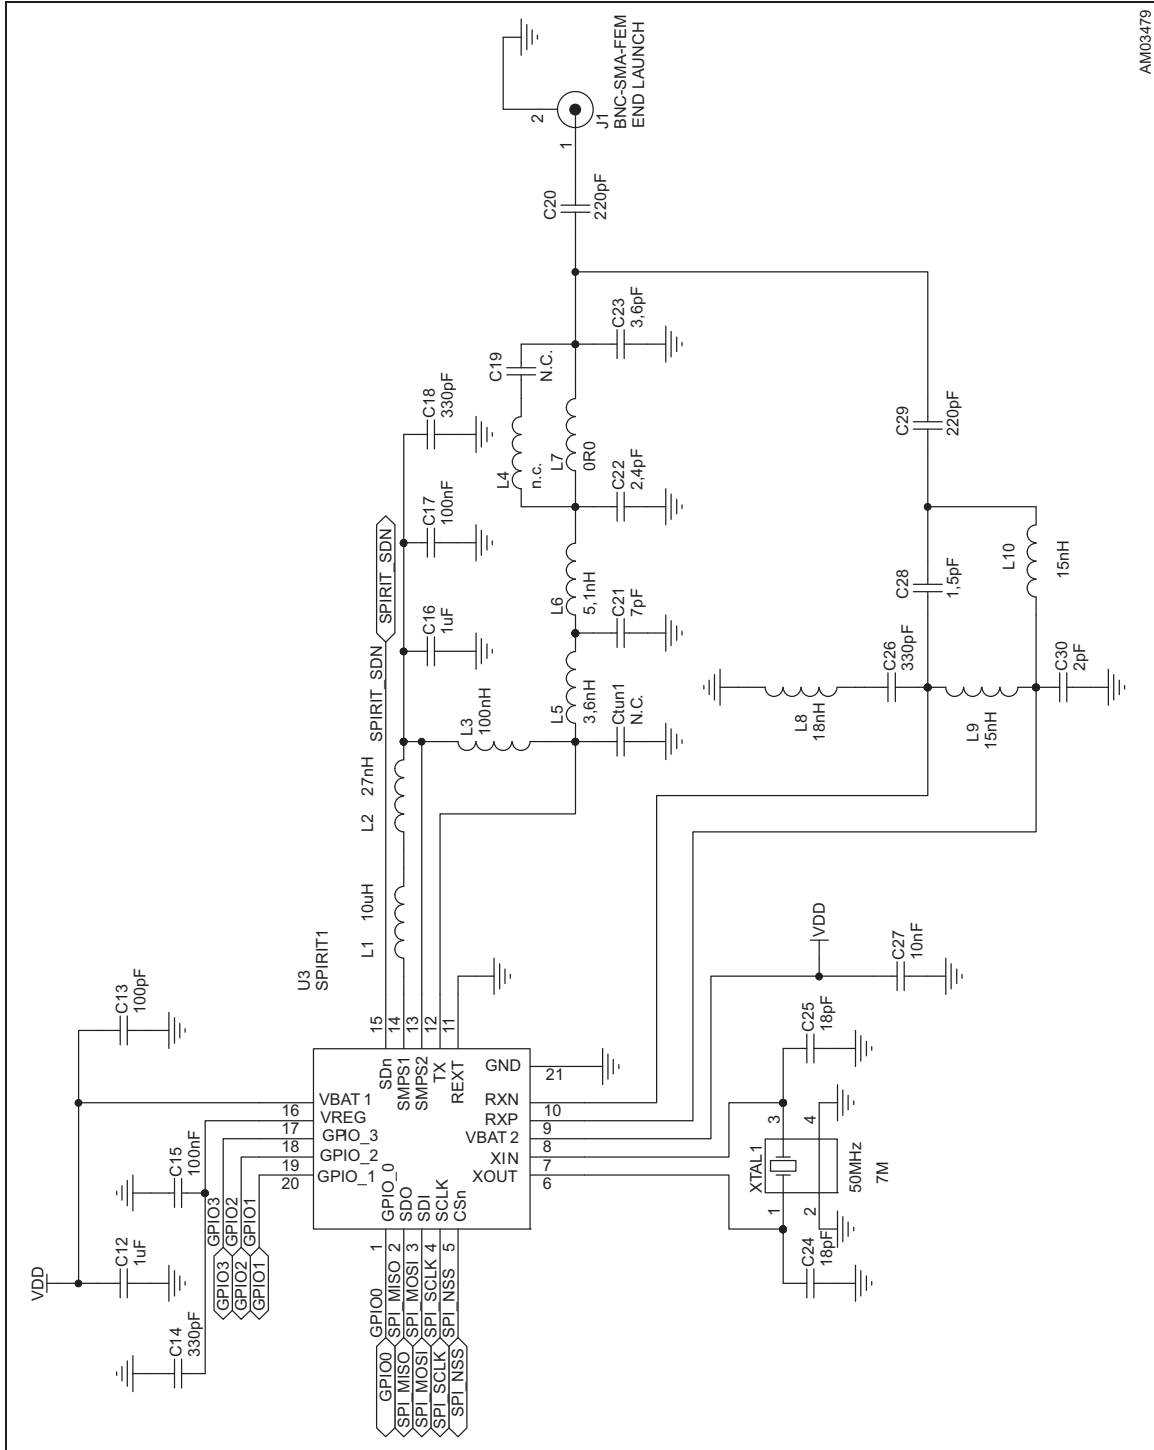 AM03479
2
J1
BNC-SMA-FEM
END LAUNCH
1
C20
220pF
C19
N.C.
C23
3,6pF
L4
n.c.
L7
0R0
C22
2,4pF
C18
330pF
C17
100nF
C16
1uF
SPIRIT_SDN
SPIRIT_SDN
L6
5,1nH
C21
7pF
L5
3,6nH
Ctun1
N.C.
L3
100nH
L2 27nH
L1 10uH
C29
220pF
C28
1,5pF
L10
15nH
C26
330pF
L8
18nH
L9
15nH
C30
2pF
U3
SPIRIT1
15
14
13
12
11
SDn
SMPS1
SMPS2
TX
REXT
VBAT1
VREG
GPIO_3
GPIO_2
GPIO_1
16
17
18
19
20
GND
RXN
RXP
VBAT2
XIN
XOUT
21
10
9
8
7
6
GPIO_0
SDO
SDI
SCLK
CSn
1
2
3
4
5
GPIO0
SPI_MISO
SPI_MOSI
SPI_SCLK
SPI_NSS
GPIO0
SPI_MISO
SPI_MOSI
SPI_SCLK
SPI_NSS
VDD
C13
100pF
C15
100nF
C12
1uF
C14
330pF
GPIO3
GPIO2
GPIO1
GPIO3
GPIO2
GPIO1
VDD
C27
10nF
C25
18pF
C24
18pF
XTAL1
3
4
1
2
50MHz
7M